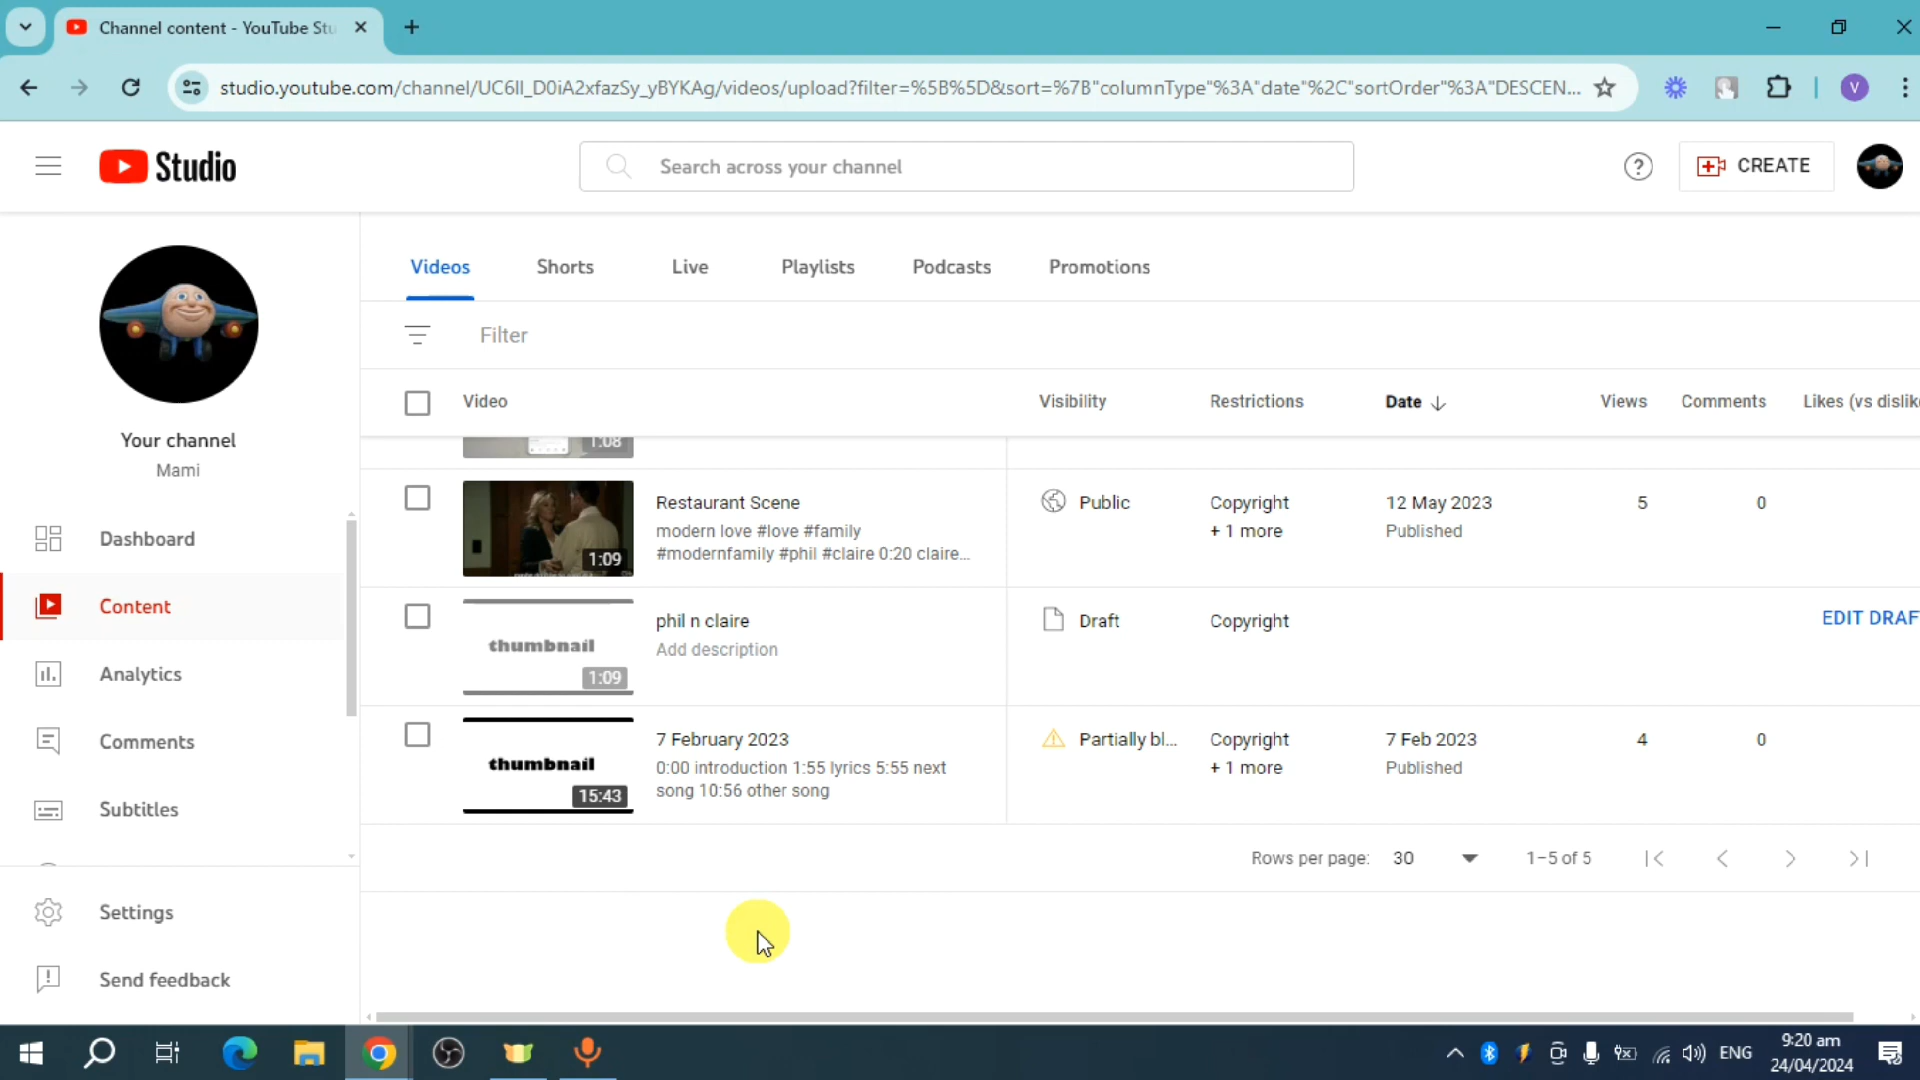 Channel content - YouTube Stu
studio.youtube.com/channel/UC6Il_D0iA2xfazSy_yBYKAg/videos/upload?filter=%5B%5D&sort=%7B"columnType"%3A"date"%2C"sortOrder"%3A"DESCEN...
V
Studio
Search across your channel
?
CREATE
Your channel
Mami
Dashboard
Content
Analytics
Comments
Subtitles
Settings
Send feedback
Videos
Shorts
Live
Playlists
Podcasts
Promotions
Filter
Video
Visibility
Restrictions
Date
Views
Comments
Likes (vs dislik
1:08
1:09
Restaurant Scene
modern love #love #family
#modernfamily #phil #claire 0:20 claire...
Public
Copyright
+ 1 more
12 May 2023
Published
5
0
thumbnail
1:09
phil n claire
Add description
Draft
Copyright
EDIT DRAF
thumbnail
15:43
7 February 2023
0:00 introduction 1:55 lyrics 5:55 next
song 10:56 other song
Partially bl...
Copyright
+ 1 more
7 Feb 2023
Published
4
0
Rows per page:
30
1–5 of 5
ENG
9:20 am
24/04/2024